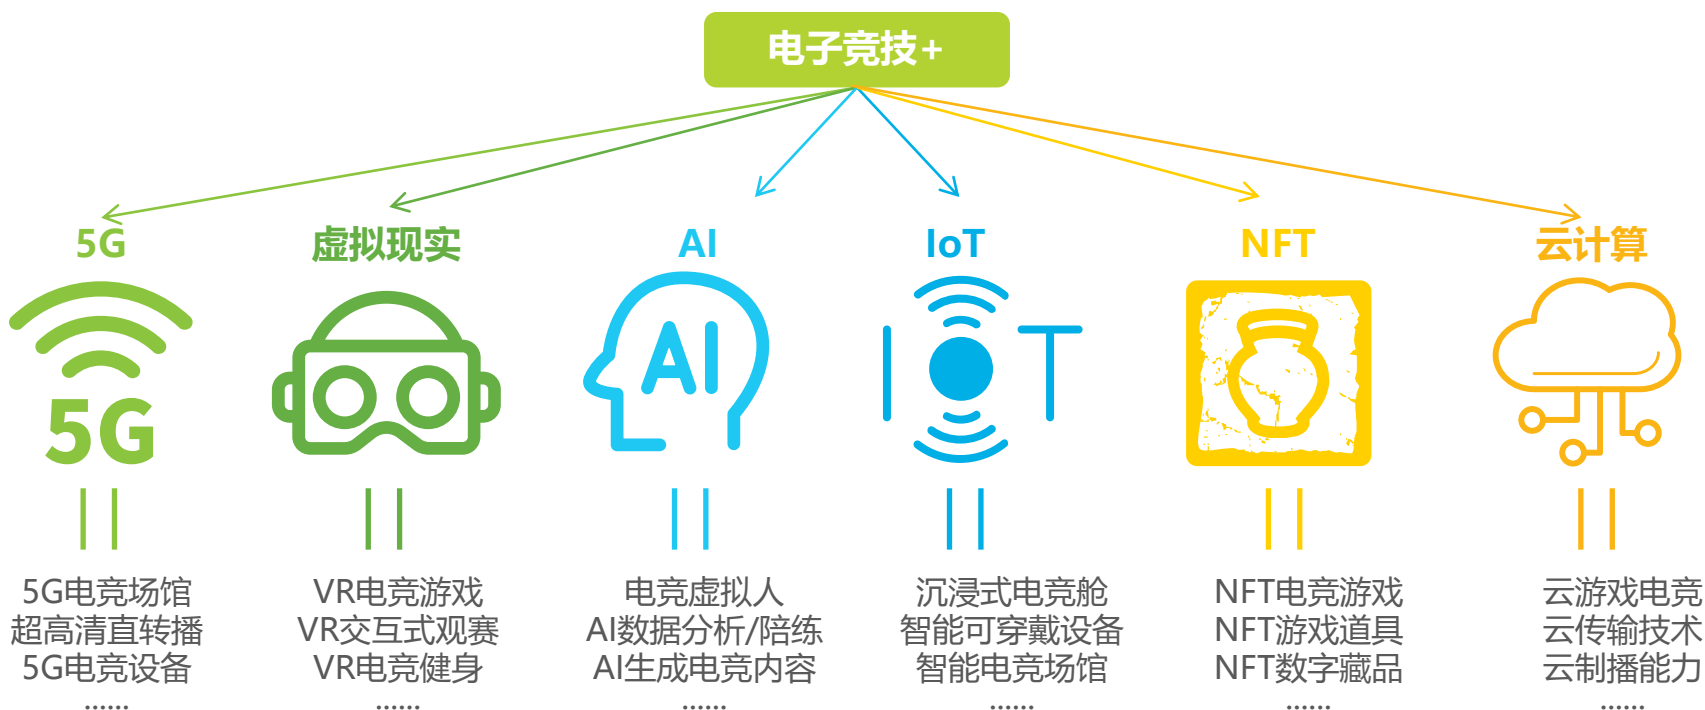 电子竞技+
5G
虚拟现实
AI
IoT
NFT
云计算
5G
AI
I T
5G电竞场馆
超高清直转播
5G电竞设备
......
VR电竞游戏
VR交互式观赛
VR电竞健身
......
电竞虚拟人
AI数据分析/陪练
AI生成电竞内容
......
沉浸式电竞舱
智能可穿戴设备
智能电竞场馆
......
NFT电竞游戏
NFT游戏道具
NFT数字藏品
......
云游戏电竞
云传输技术
云制播能力
......